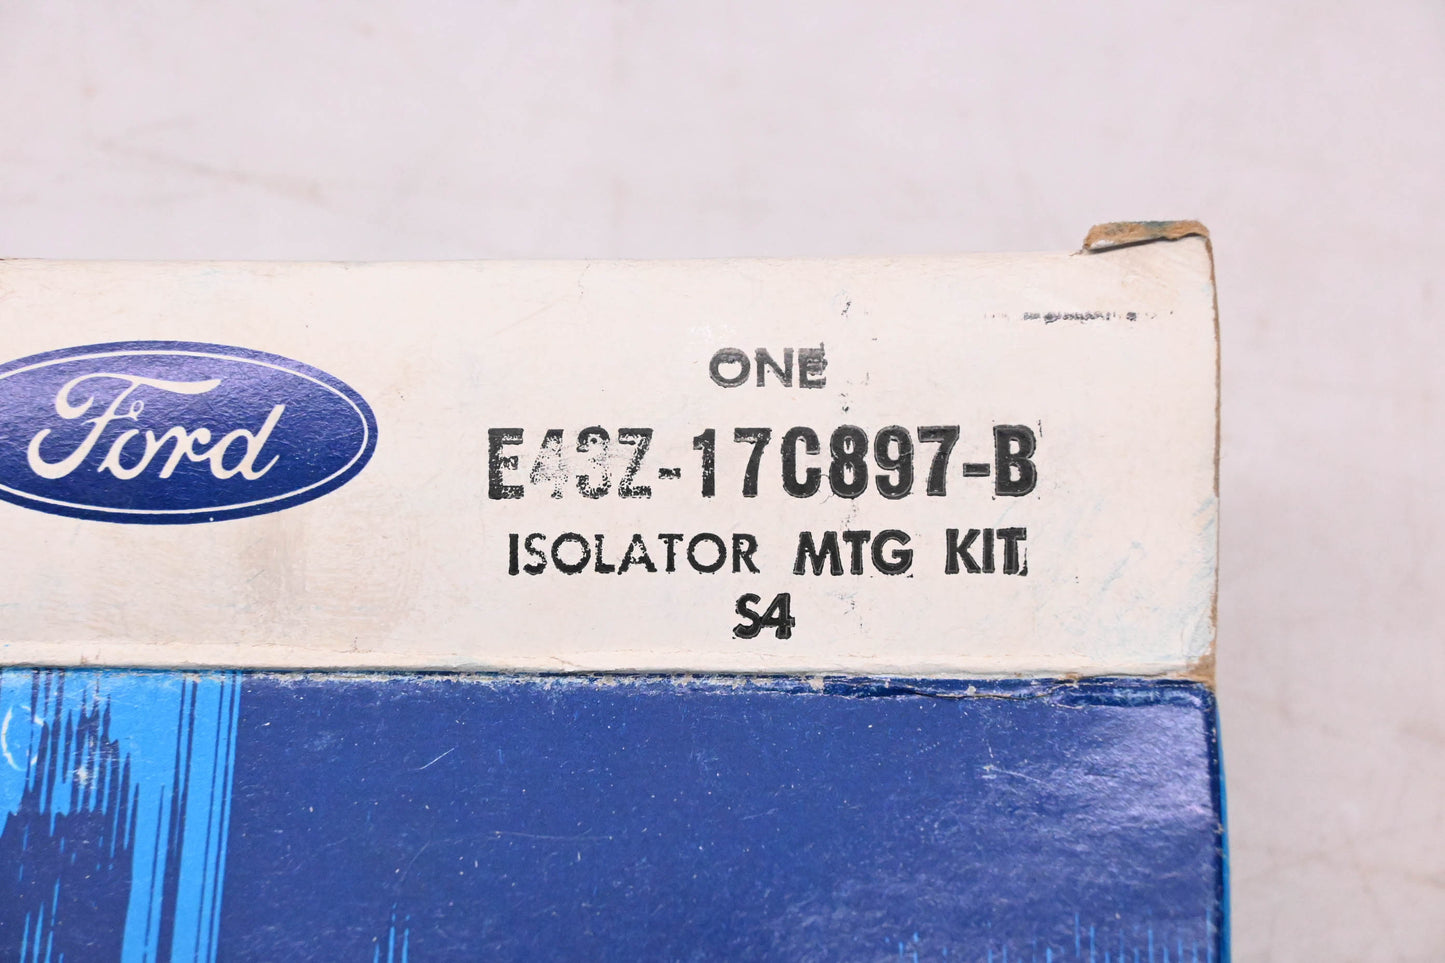 Ford
ONE
E43Z-17C897-B
ISOLATOR MTG KIT
S4